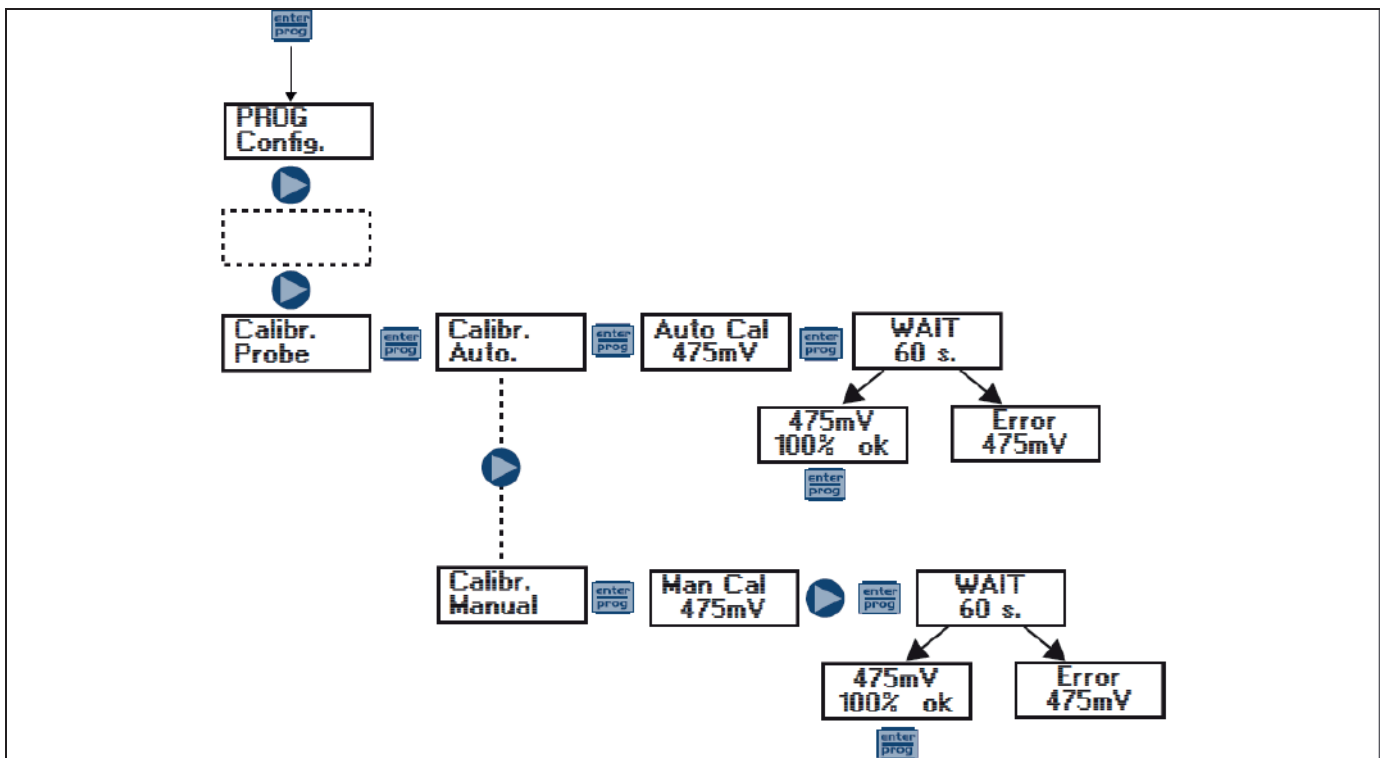 enter
prog
PROG
Config.
Calibr.
Probe
enter
prog
Calibr.
Auto.
enter
prog
Auto Cal
475mV
enter
prog
WAIT
60 s.
475mV
100% ok
enter
prog
Error
475mV
Calibr.
Manual
enter
prog
Man Cal
475mV
enter
prog
WAIT
60 s.
475mV
100% ok
enter
prog
Error
475mV